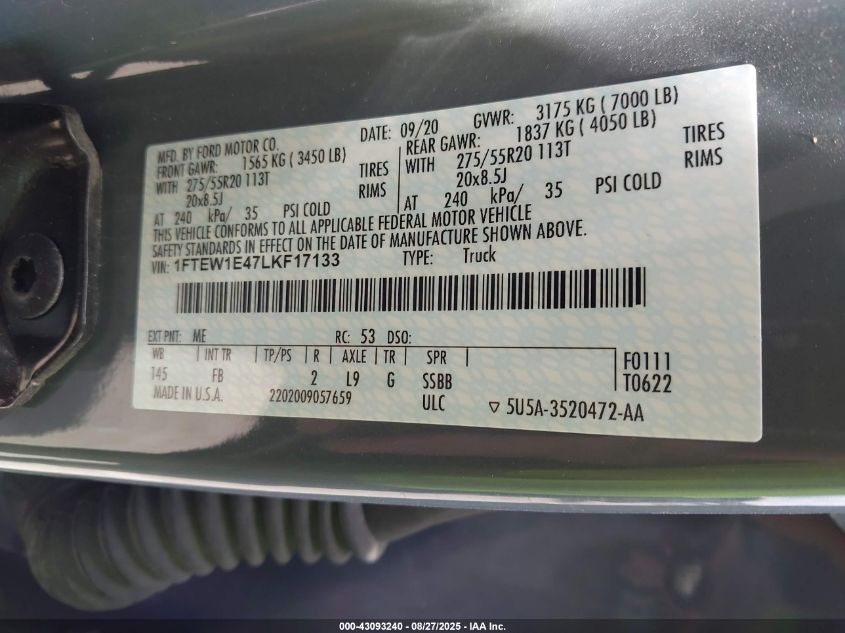 MFD. BY FORD MOTOR CO.
DATE: 09/20 GVWR: 3175 KG ( 7000 LB)
FRONT GAWR: 1565 KG ( 3450 LB) REAR GAWR: 1837 KG ( 4050 LB)
WITH 275/55R20 113T TIRES WITH 275/55R20 113T TIRES
20x8.5J RIMS 20x8.5J RIMS
AT 240 kPa/ 35 PSI COLD AT 240 kPa/ 35 PSI COLD
THIS VEHICLE CONFORMS TO ALL APPLICABLE FEDERAL MOTOR VEHICLE
SAFETY STANDARDS IN EFFECT ON THE DATE OF MANUFACTURE SHOWN ABOVE.
VIN: 1FTEW1E47LKF17133 TYPE: Truck
EXT PNT: ME RC: 53 DSO:
WB INT TR TP/PS R AXLE TR SPR
145 FB 2 L9 G SSBB
F0111
T0622
MADE IN U.S.A. 2202009057659 ULC ▽ 5U5A-3520472-AA
000-43093240 - 08/27/2025 - IAA Inc.